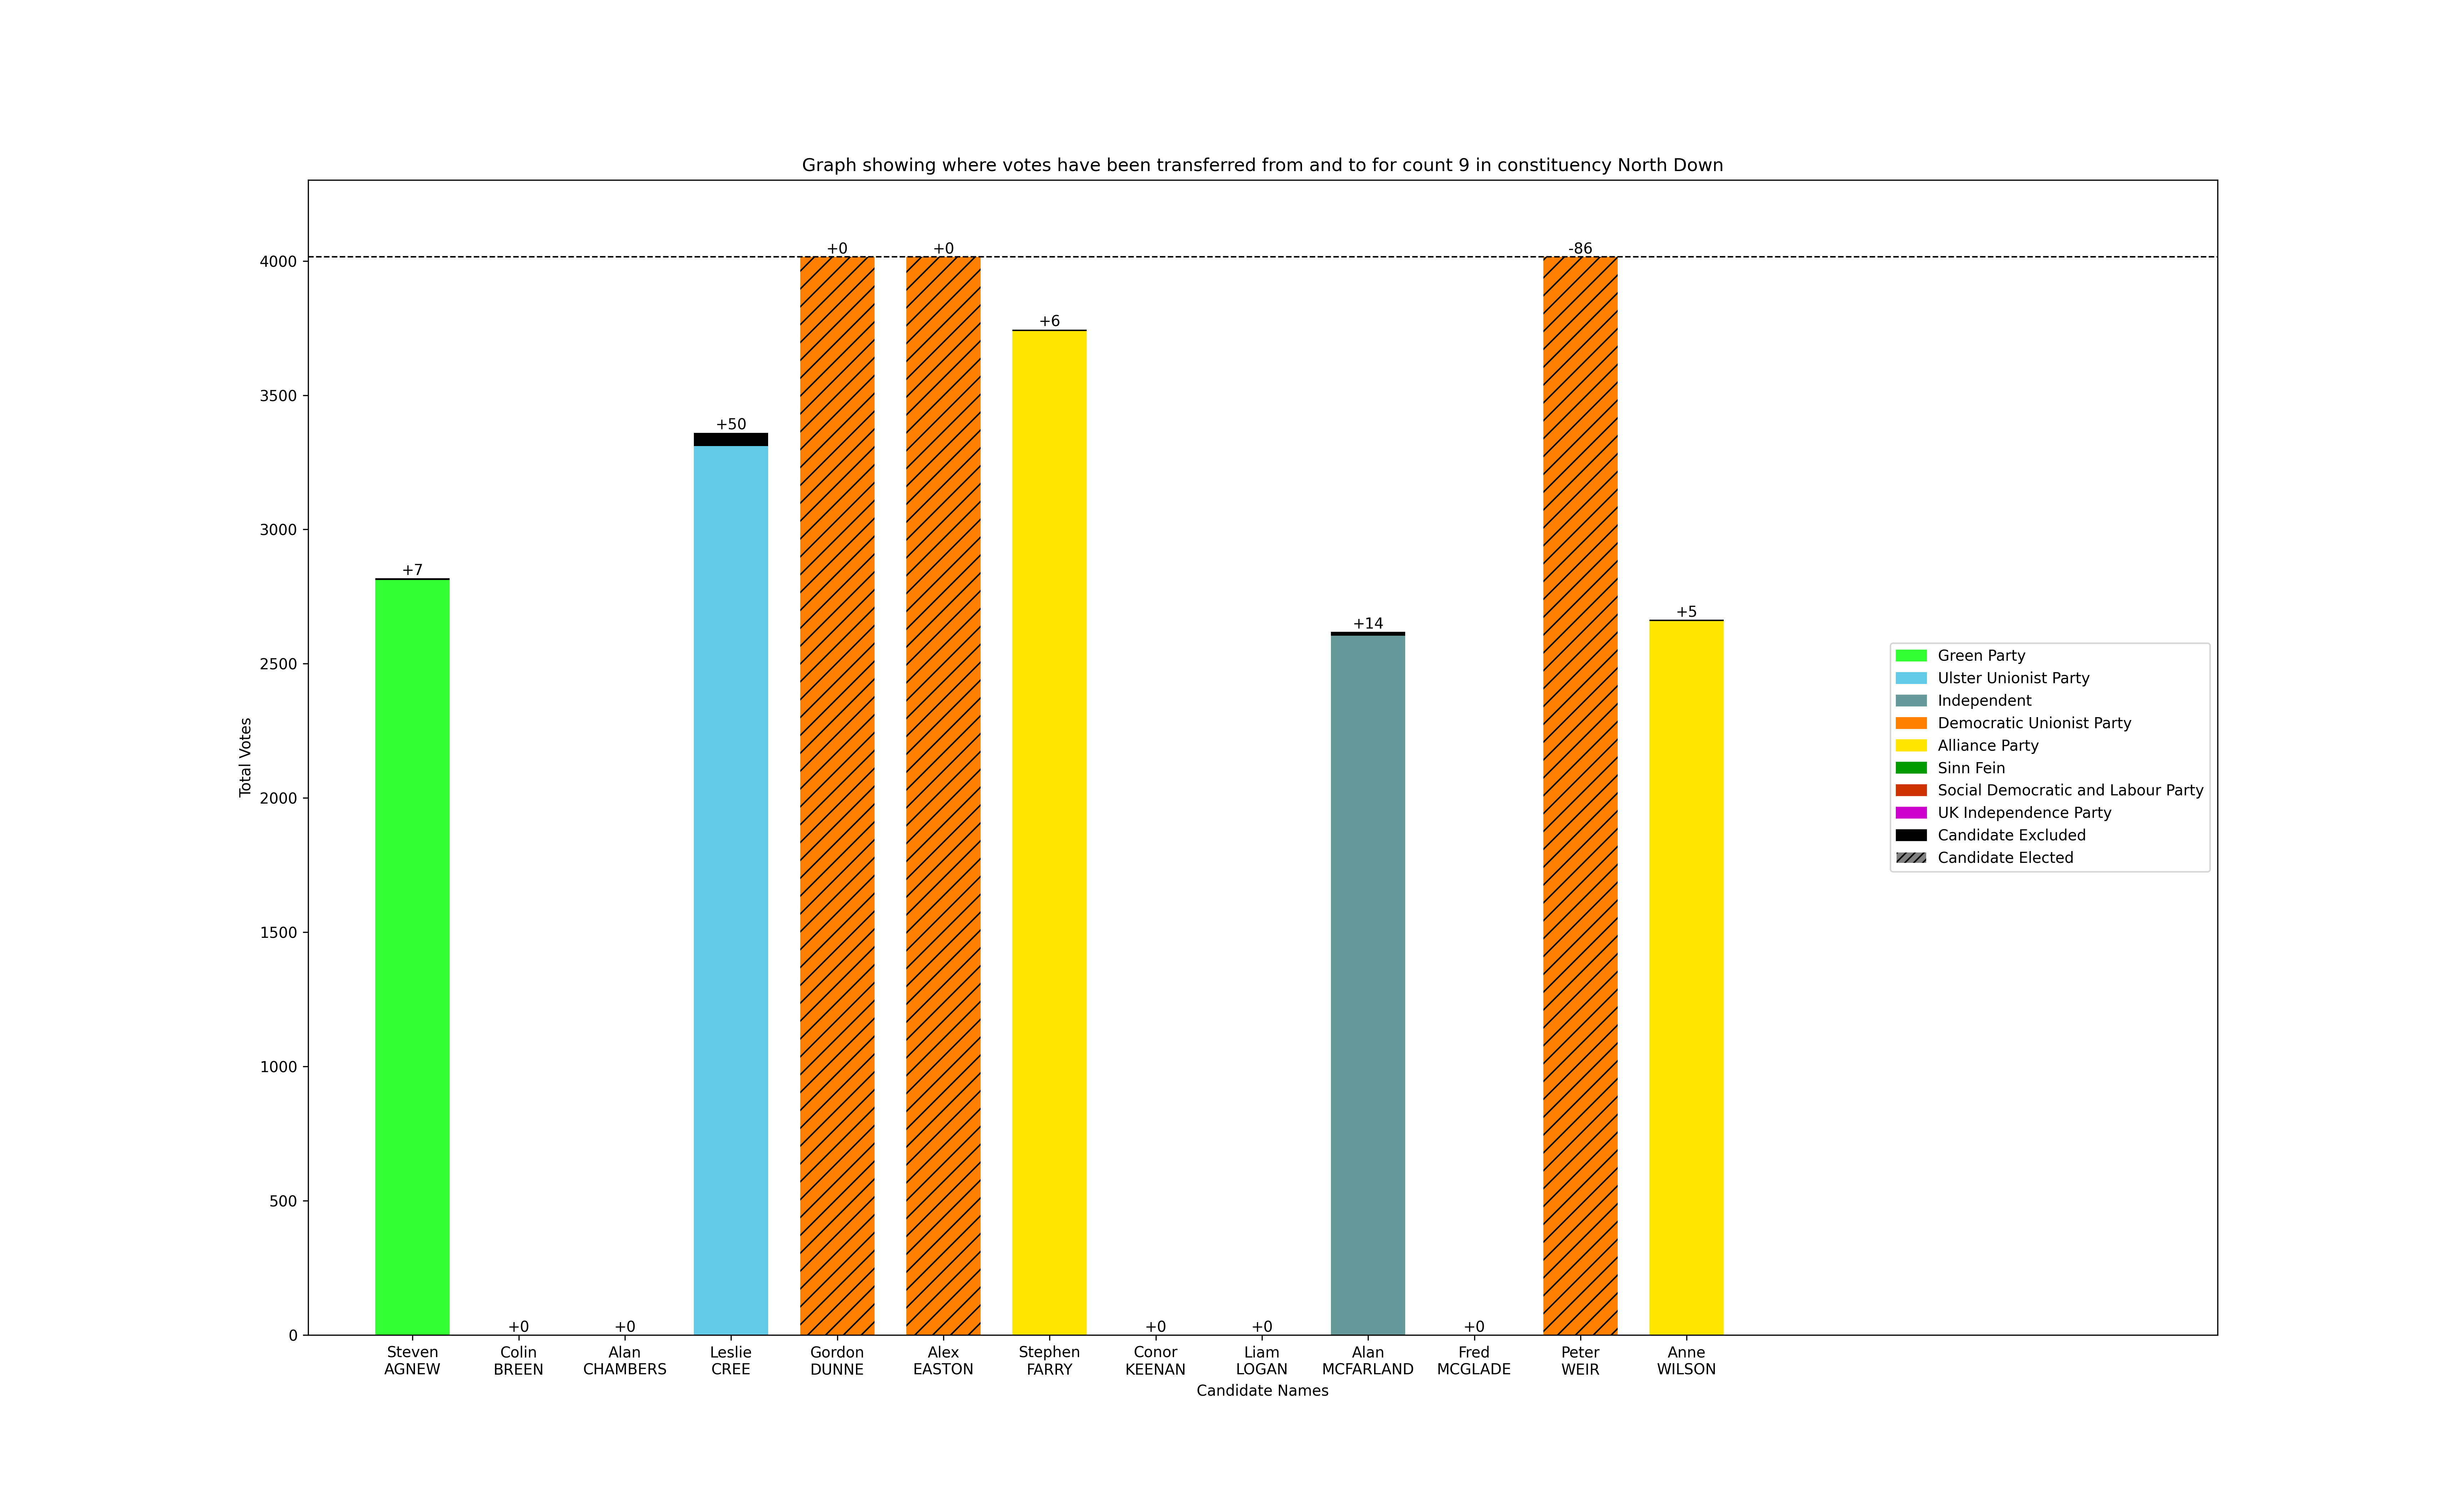 Graph showing where votes have been transferred from and to for count 9 in constituency North Down
Total Votes
4000
3500
3000
2500
2000
1500
1000
500
0
+7
+0
+0
+50
+0
+0
+6
+0
+0
+14
+0
-86
+5
Steven
AGNEW
Colin
BREEN
Alan
CHAMBERS
Leslie
CREE
Gordon
DUNNE
Alex
EASTON
Stephen
FARRY
Conor
KEENAN
Liam
LOGAN
Alan
MCFARLAND
Fred
MCGLADE
Peter
WEIR
Anne
WILSON
Candidate Names
Green Party
Ulster Unionist Party
Independent
Democratic Unionist Party
Alliance Party
Sinn Fein
Social Democratic and Labour Party
UK Independence Party
Candidate Excluded
Candidate Elected